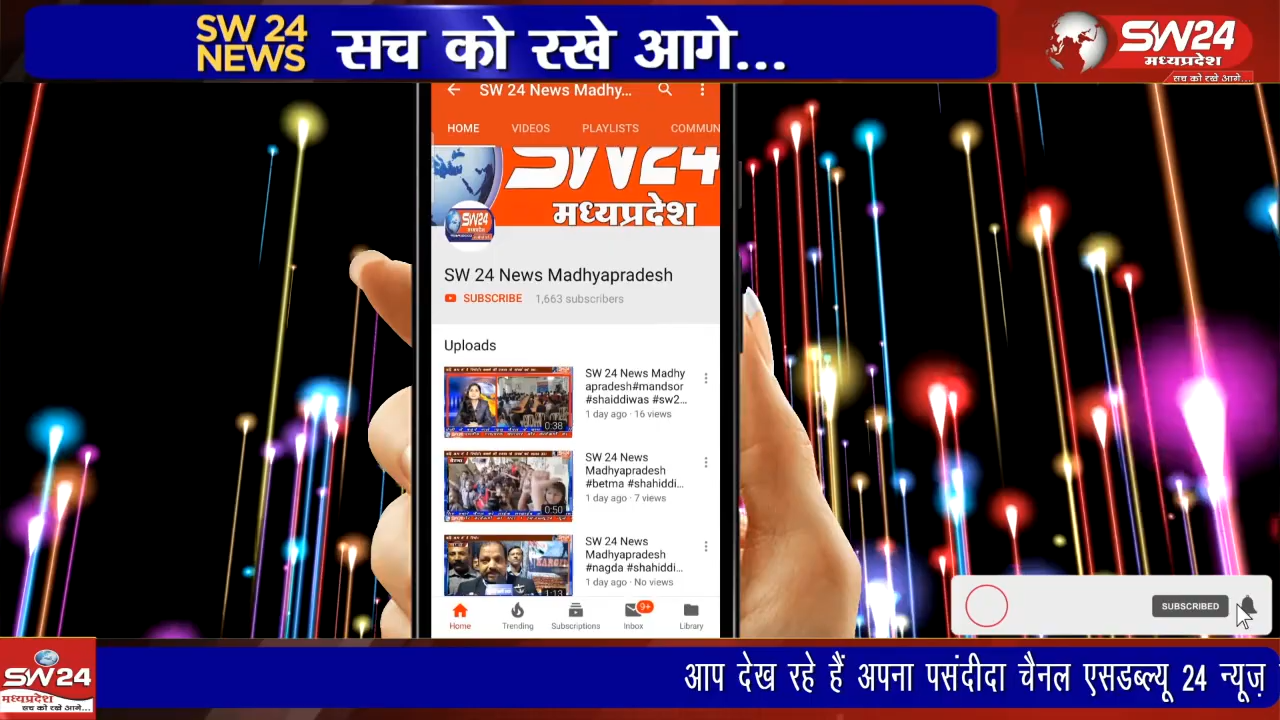 SW 24
NEWS
सच को रखे आगे...
SW24
मध्यप्रदेश
सच को रखे आगे...
SW 24 News Madhy...
HOME VIDEOS PLAYLISTS COMMUN
SW24
मध्यप्रदेश
SW24
SW 24 News Madhyapradesh
SUBSCRIBE 1,663 subscribers
Uploads
SW 24 News Madhy
apradesh#mandsor
#shaiddiwas #sw2...
1 day ago · 16 views
0:38
SW 24 News
Madhyapradesh
#betma #shahiddi...
1 day ago · 7 views
0:50
SW 24 News
Madhyapradesh
#nagda #shahiddi...
1 day ago · No views
1:13
9+
Home Trending Subscriptions Inbox Library
SUBSCRIBED
SW24
मध्यप्रदेश
सच को रखे आगे...
आप देख रहे हैं अपना पसंदीदा चैनल एसडब्ल्यू 24 न्यूज़